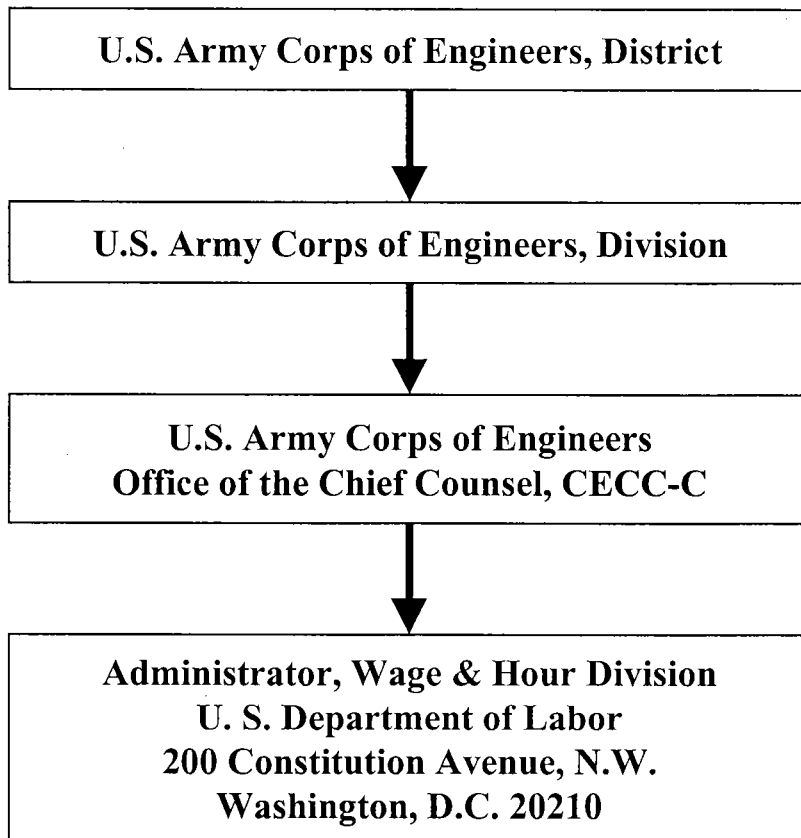 U.S. Army Corps of Engineers, District
U.S. Army Corps of Engineers, Division
U.S. Army Corps of Engineers
Office of the Chief Counsel, CECC-C
Administrator, Wage & Hour Division
U. S. Department of Labor
200 Constitution Avenue, N.W.
Washington, D.C. 20210